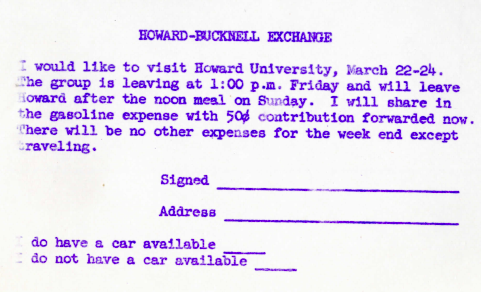 HOWARD-BUCKNELL EXCHANGE
I would like to visit Howard University, March 22-24.
The group is leaving at 1:00 p.m. Friday and will leave
Howard after the noon meal on Sunday. I will share in
the gasoline expense with 50¢ contribution forwarded now.
There will be no other expenses for the week end except
traveling.
Signed
Address
I do have a car available
I do not have a car available